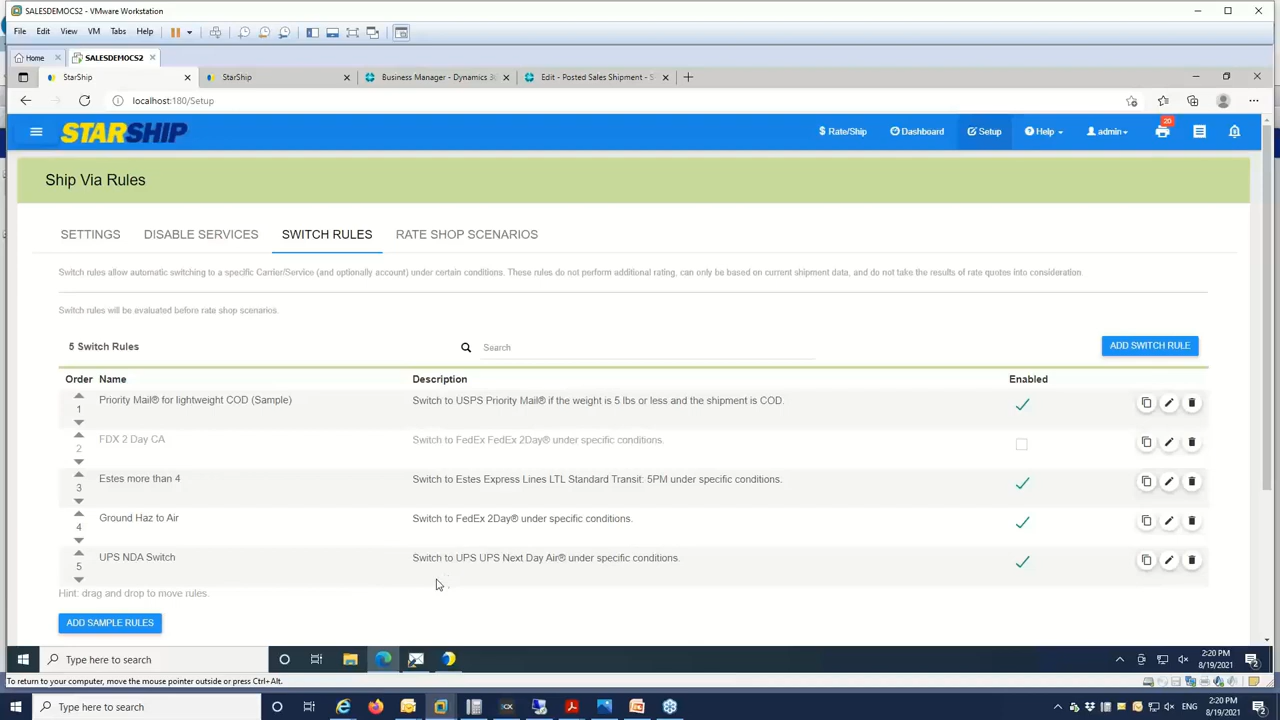 SALESDEMOCS2 - VMware Workstation
File Edit View VM Tabs Help
Home SALESDEMOCS2
StarShip StarShip Business Manager - Dynamics 36 Edit - Posted Sales Shipment - S
localhost:180/Setup
STARSHIP $ Rate/Ship Dashboard Setup Help admin 20
Ship Via Rules
SETTINGS DISABLE SERVICES SWITCH RULES RATE SHOP SCENARIOS
Switch rules allow automatic switching to a specific Carrier/Service (and optionally account) under certain conditions. These rules do not perform additional rating, can only be based on current shipment data, and do not take the results of rate quotes into consideration.
Switch rules will be evaluated before rate shop scenarios.
5 Switch Rules Search ADD SWITCH RULE
Order Name Description Enabled
1 Priority Mail® for lightweight COD (Sample) Switch to USPS Priority Mail® if the weight is 5 lbs or less and the shipment is COD.
2 FDX 2 Day CA Switch to FedEx FedEx 2Day® under specific conditions.
3 Estes more than 4 Switch to Estes Express Lines LTL Standard Transit: 5PM under specific conditions.
4 Ground Haz to Air Switch to FedEx 2Day® under specific conditions.
5 UPS NDA Switch Switch to UPS UPS Next Day Air® under specific conditions.
Hint: drag and drop to move rules.
ADD SAMPLE RULES
Type here to search 2:20 PM
8/19/2021 2
To return to your computer, move the mouse pointer outside or press Ctrl+Alt.
Type here to search ENG 2:20 PM
8/19/2021 2